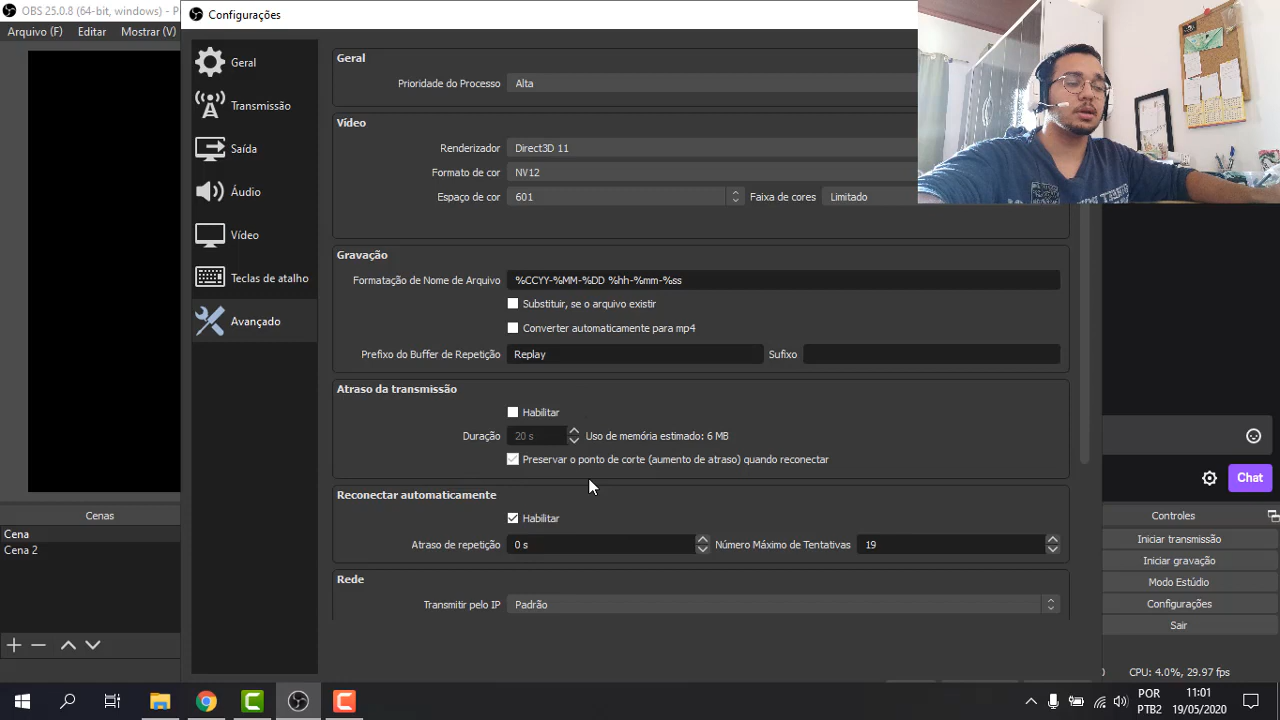 OBS 25.0.8 (64-bit, windows) - P
Configurações
Arquivo (F) Editar Mostrar (V)
Geral
Transmissão
Saída
Áudio
Vídeo
Teclas de atalho
Avançado
Geral
Prioridade do Processo Alta
Vídeo
Renderizador Direct3D 11
Formato de cor NV12
Espaço de cor 601 Faixa de cores Limitado
Gravação
Formatação de Nome de Arquivo %CCYY-%MM-%DD %hh-%mm-%ss
Substituir, se o arquivo existir
Converter automaticamente para mp4
Prefixo do Buffer de Repetição Replay Sufixo
Atraso da transmissão
Habilitar
Duração 20 s Uso de memória estimado: 6 MB
Preservar o ponto de corte (aumento de atraso) quando reconectar
Reconectar automaticamente
Habilitar
Atraso de repetição 0 s Número Máximo de Tentativas 19
Rede
Transmitir pelo IP Padrão
Cenas
Cena
Cena 2
Chat
Controles
Iniciar transmissão
Iniciar gravação
Modo Estúdio
Configurações
Sair
0 CPU: 4.0%, 29.97 fps
POR
PTB2
11:01
19/05/2020